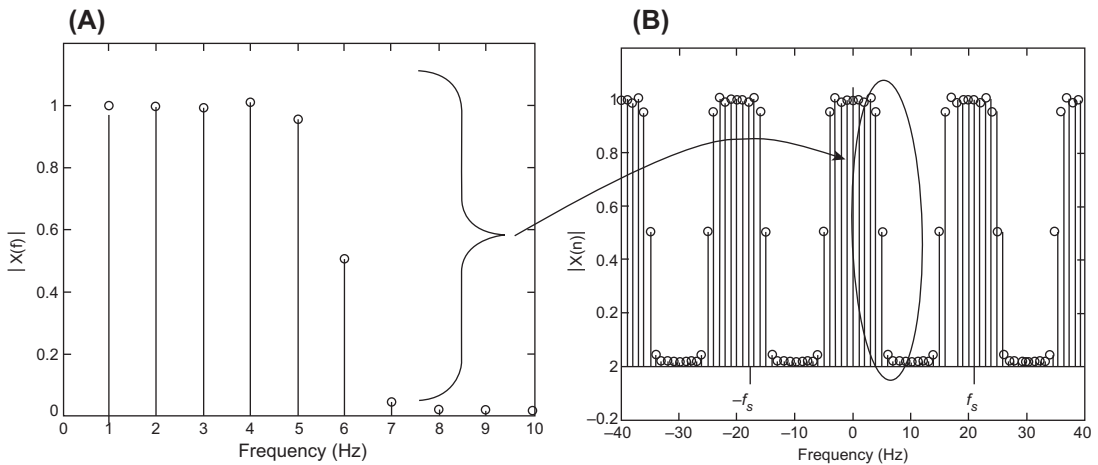 (A)
1
0.8
0.6
0.4
0.2
0
|X(f)|
0 1 2 3 4 5 6 7 8 9 10
Frequency (Hz)
(B)
1
0.8
0.6
0.4
0.2
2
–0.2
|X(n)|
–fs
fs
–40 –30 –20 –10 0 10 20 30 40
Frequency (Hz)